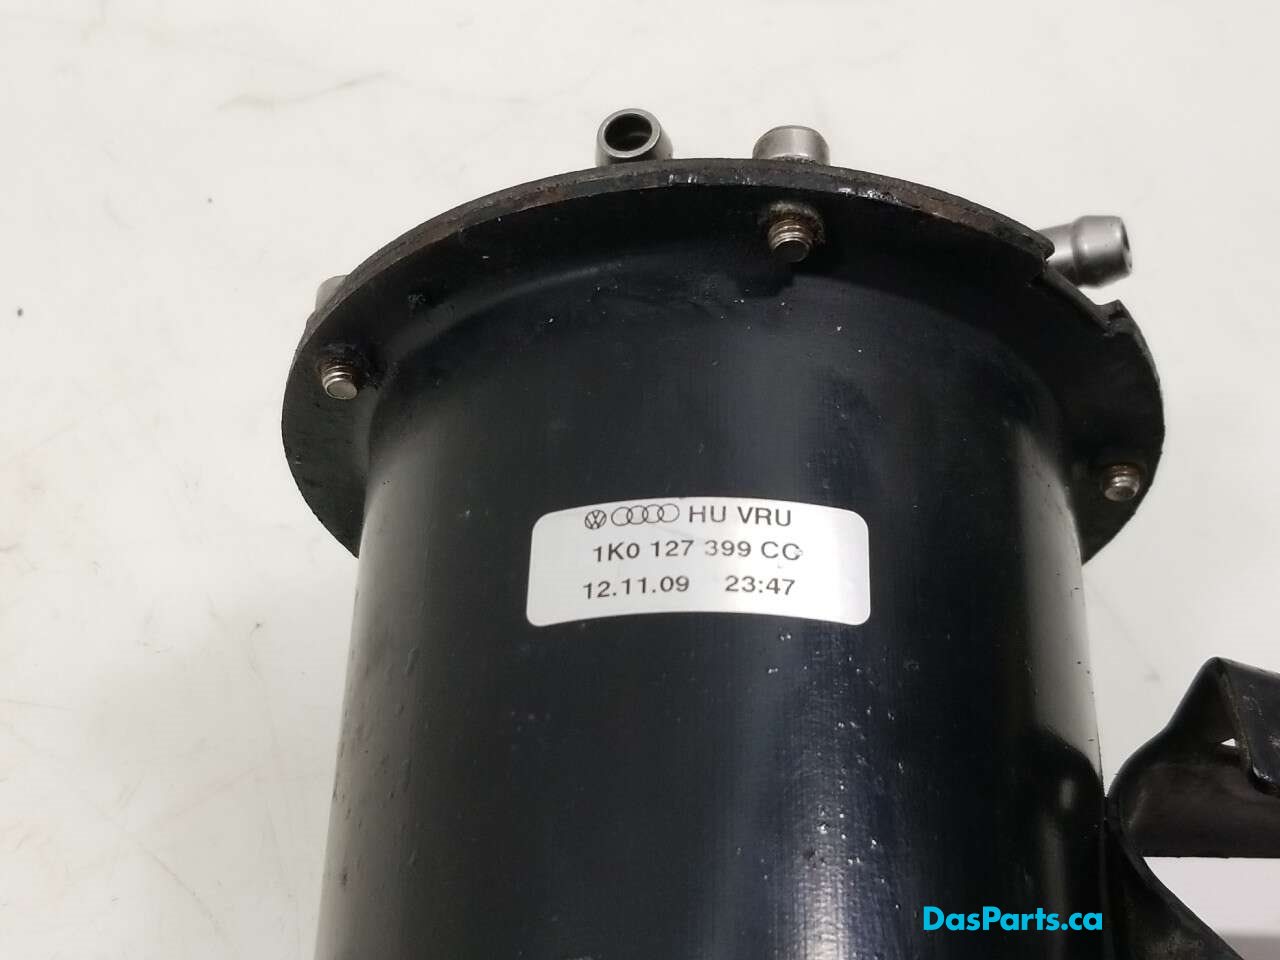 HU VRU
1K0 127 399 CC
12.11.09 23:47
DasParts.ca